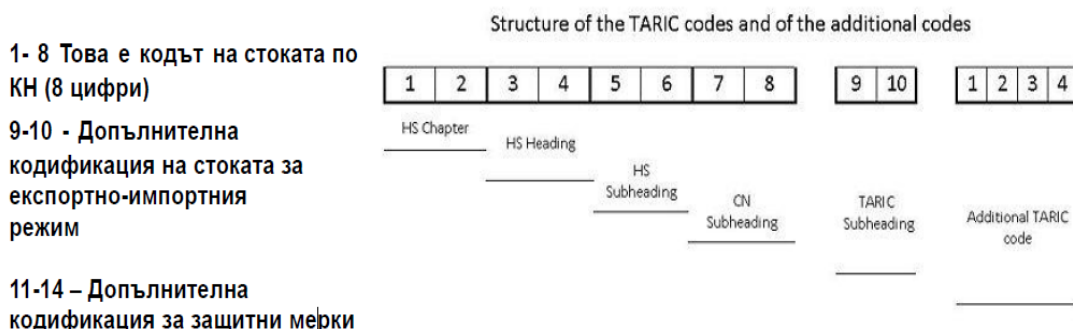 Structure of the TARIC codes and of the additional codes
1- 8 Това е кодът на стоката по
КН (8 цифри)
9-10 - Допълнителна
кодификация на стоката за
експортно-импортния
режим
11-14 – Допълнителна
кодификация за защитни мерки
1 2 3 4 5 6 7 8 9 10 1 2 3 4
HS Chapter
HS Heading
HS
Subheading
CN
Subheading
TARIC
Subheading
Additional TARIC
code